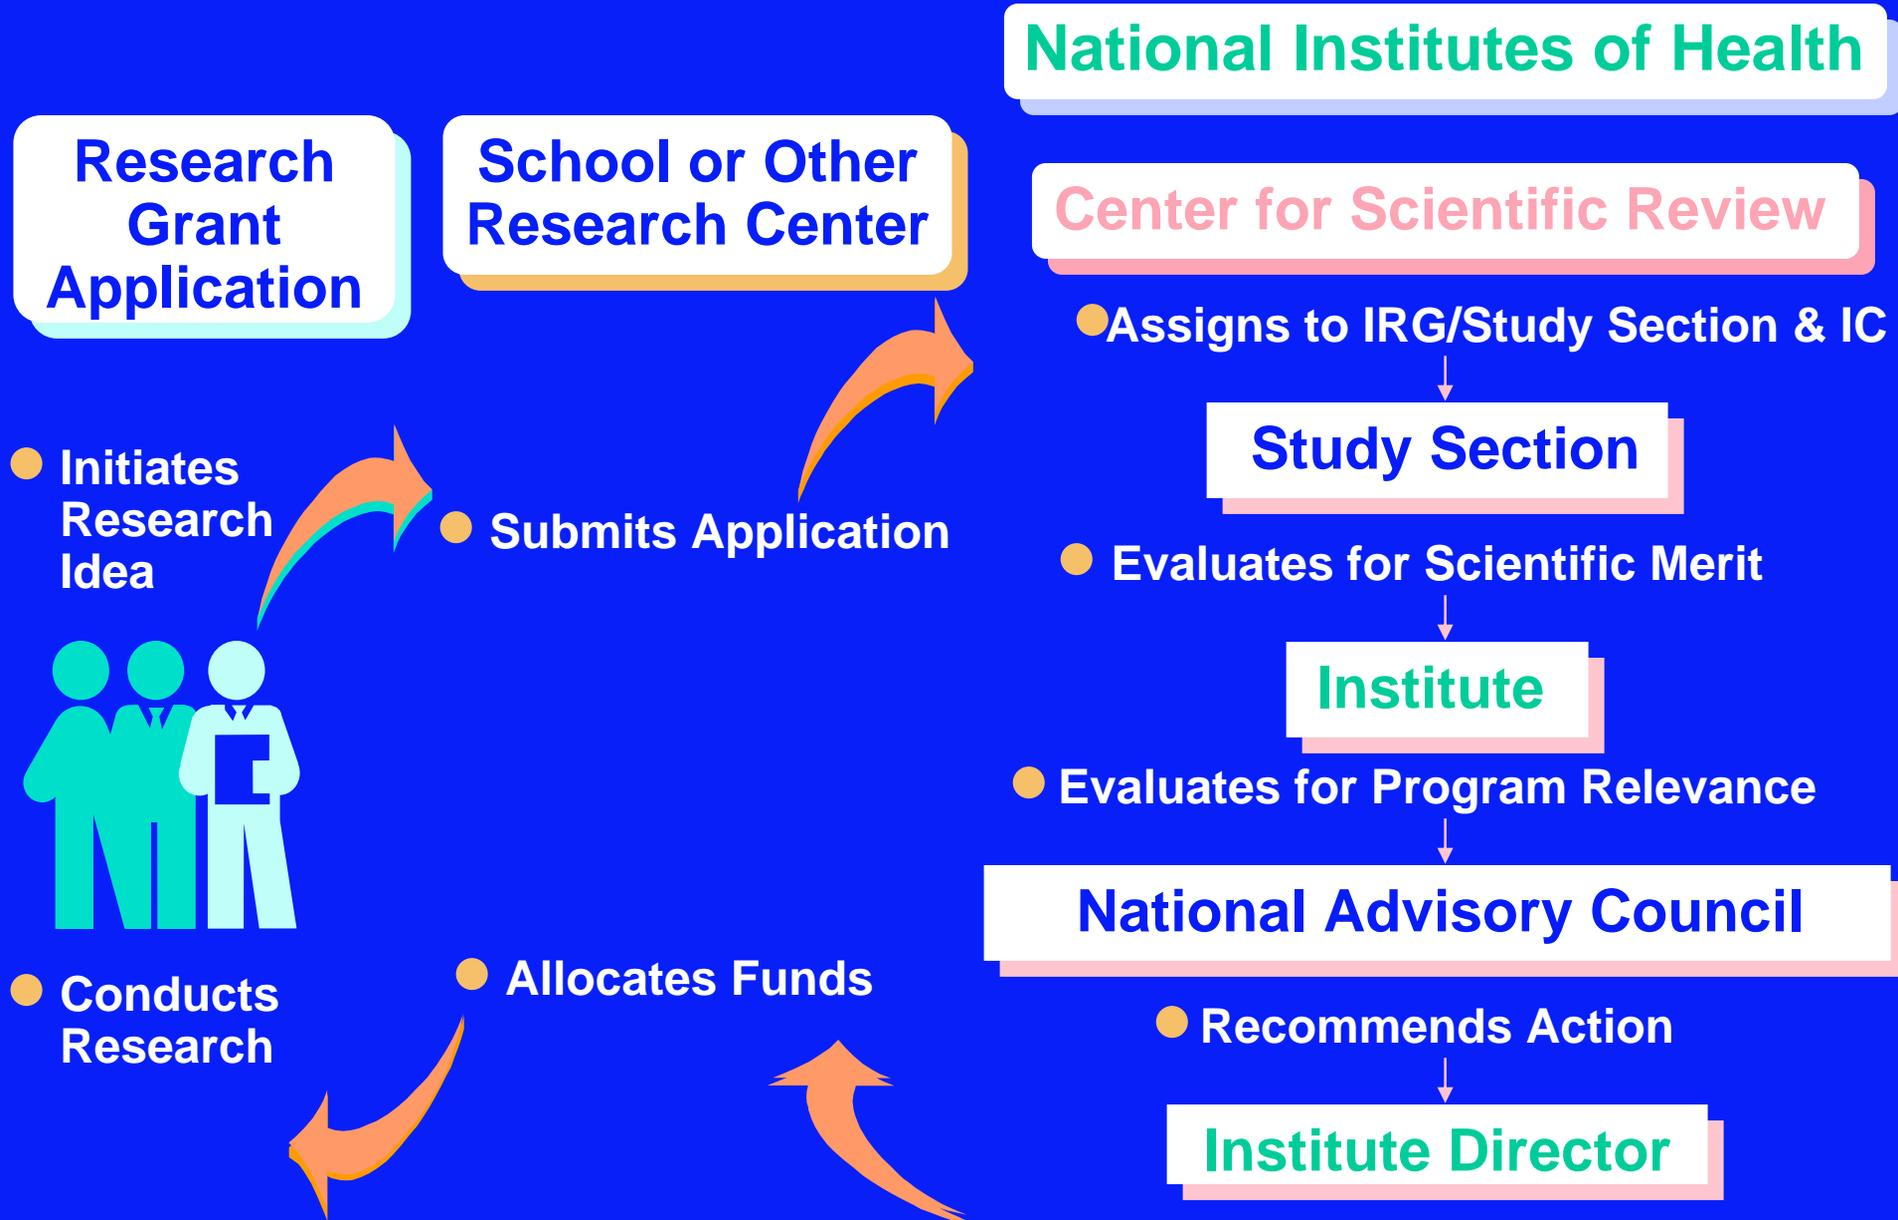 National Institutes of Health
Research
Grant
Application
School or Other
Research Center
Center for Scientific Review
Assigns to IRG/Study Section & IC
Study Section
Initiates
Research
Idea
Submits Application
Evaluates for Scientific Merit
Institute
Evaluates for Program Relevance
National Advisory Council
Conducts
Research
Allocates Funds
Recommends Action
Institute Director